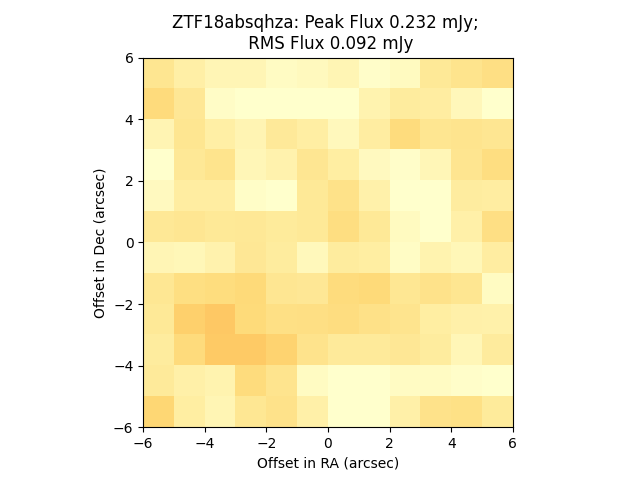 ZTF18absqhza: Peak Flux 0.232 mJy;
RMS Flux 0.092 mJy
6
4
2
0
−2
−4
−6
Offset in Dec (arcsec)
−6 −4 −2 0 2 4 6
Offset in RA (arcsec)